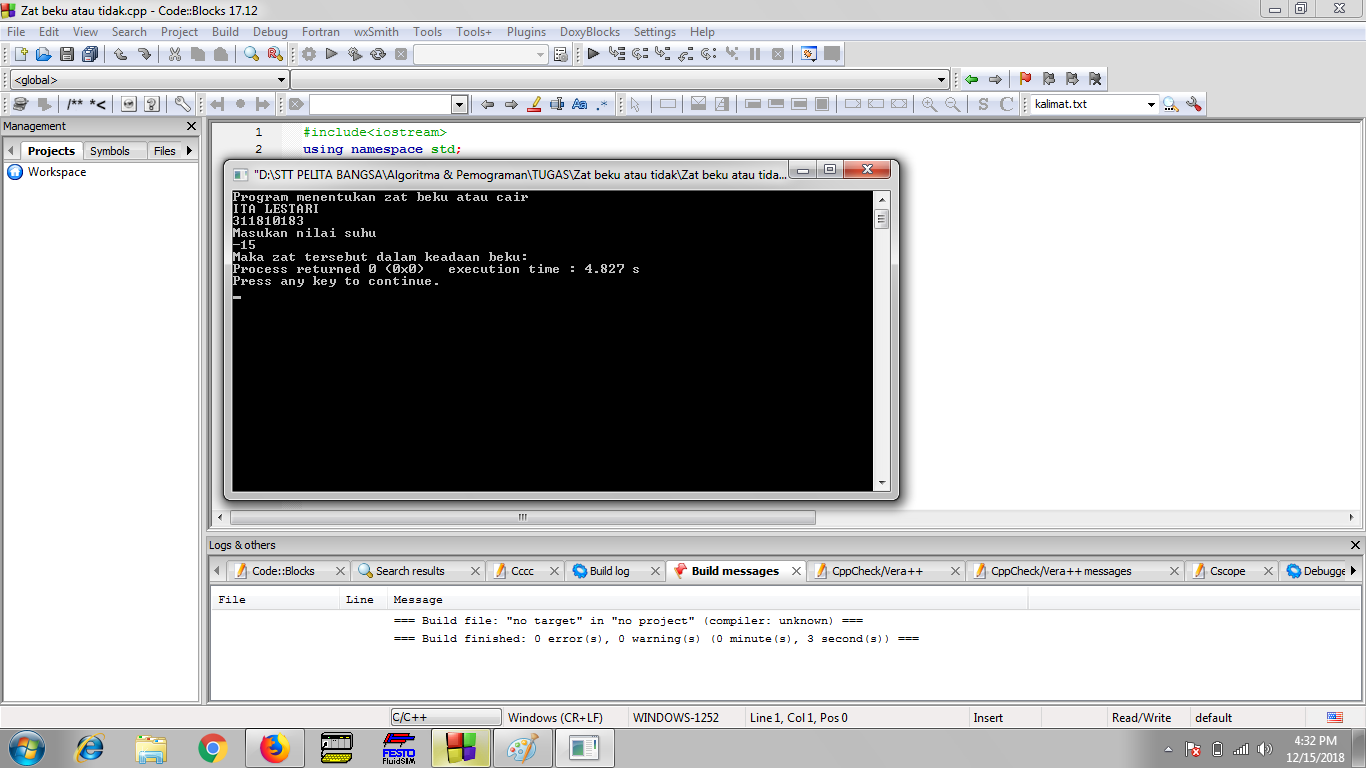 Zat beku atau tidak.cpp - Code::Blocks 17.12
File Edit View Search Project Build Debug Fortran wxSmith Tools Tools+ Plugins DoxyBlocks Settings Help
<global>
/** *< Aa .* S C kalimat.txt
Management
Projects Symbols Files
Workspace
1 #include<iostream>
2 using namespace std;
"D:\STT PELITA BANGSA\Algoritma & Pemograman\TUGAS\Zat beku atau tidak\Zat beku atau tida...
Program menentukan zat beku atau cair
ITA LESTARI
311810183
Masukan nilai suhu
-15
Maka zat tersebut dalam keadaan beku:
Process returned 0 (0x0)   execution time : 4.827 s
Press any key to continue.
Logs & others
Code::Blocks Search results Cccc Build log Build messages CppCheck/Vera++ CppCheck/Vera++ messages Cscope Debugge
File Line Message
=== Build file: "no target" in "no project" (compiler: unknown) ===
=== Build finished: 0 error(s), 0 warning(s) (0 minute(s), 3 second(s)) ===
C/C++ Windows (CR+LF) WINDOWS-1252 Line 1, Col 1, Pos 0 Insert Read/Write default
FESTO
FluidSIM
4:32 PM
12/15/2018